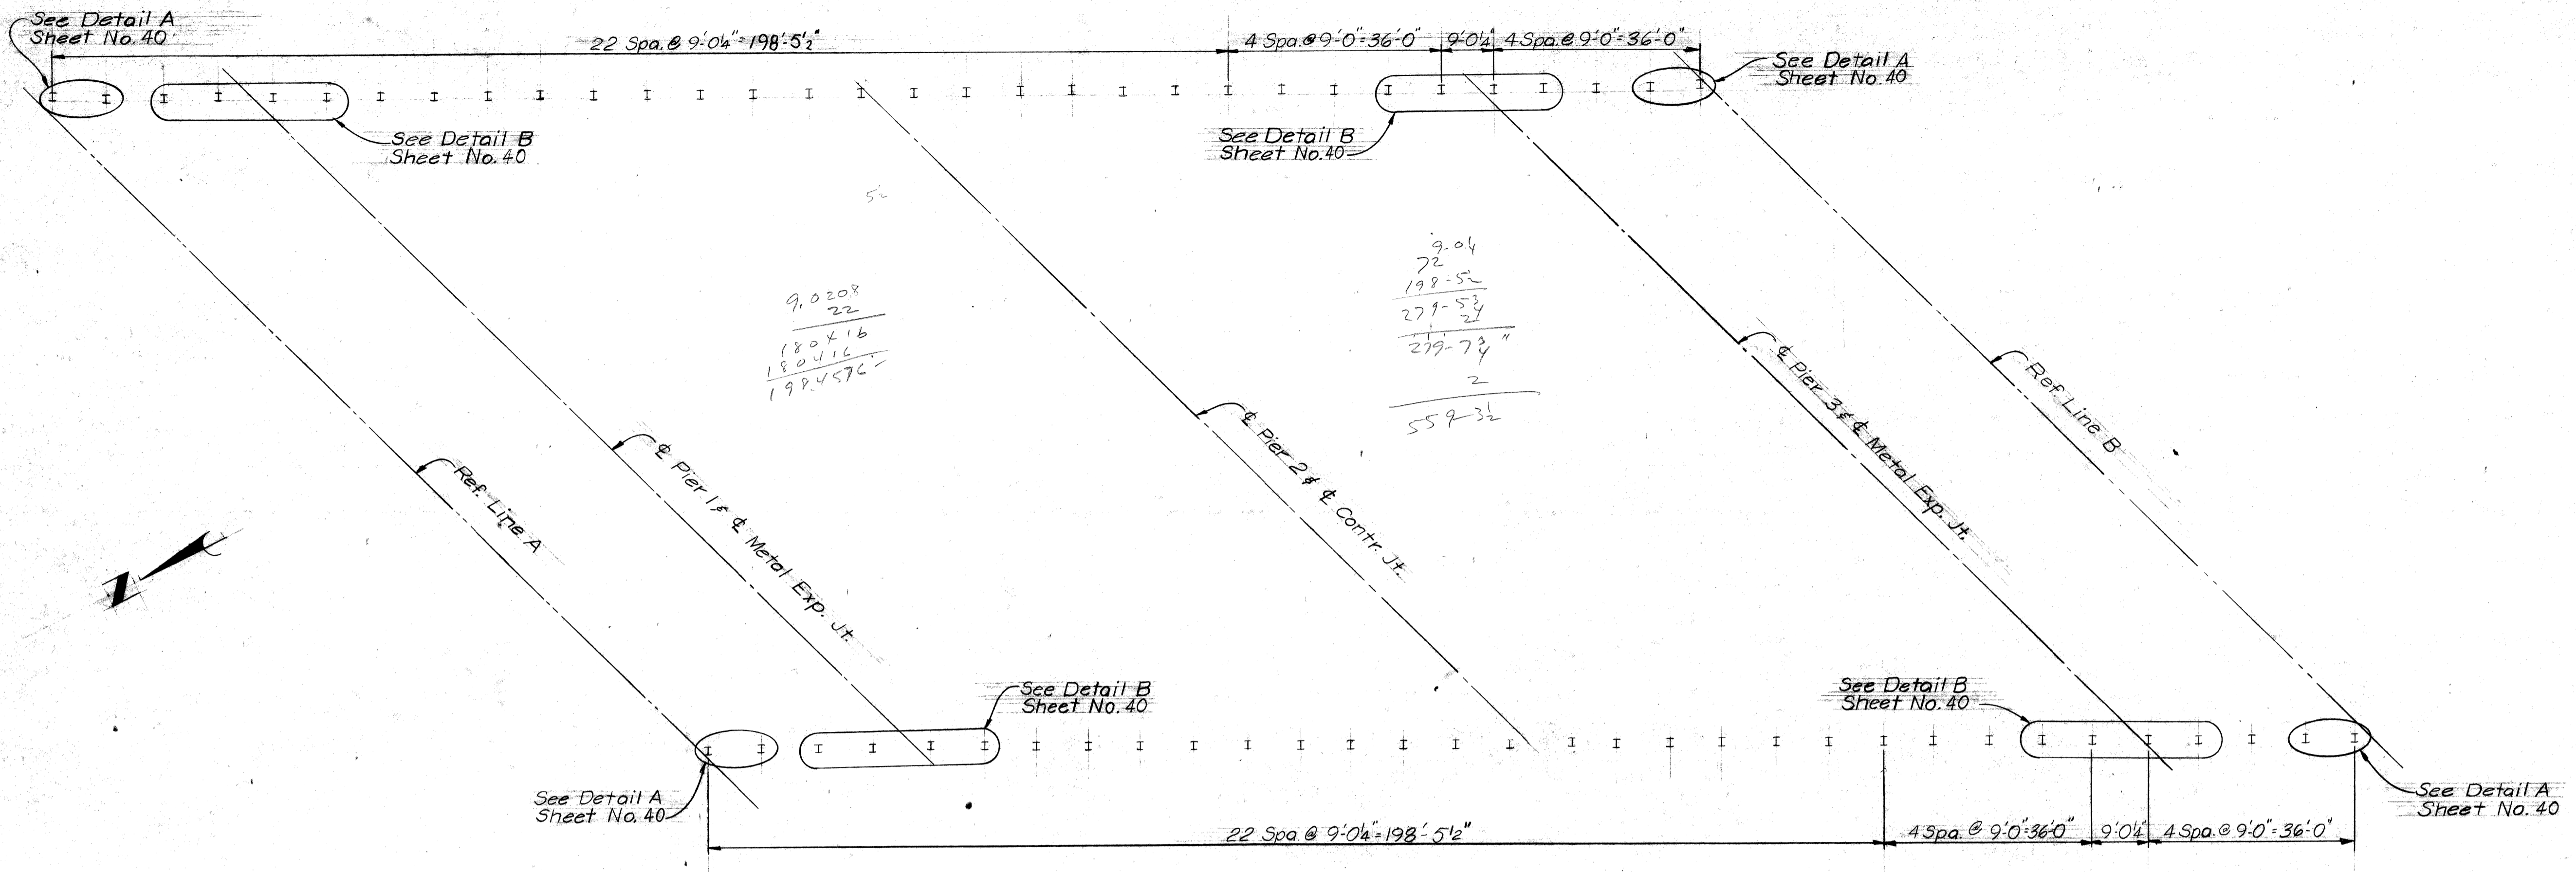 See Detail A
Sheet No. 40
22 Spa. @ 9'-0¼" = 198'-5½"
4 Spa. @ 9'-0" = 36'-0"
9'-0¼"
4 Spa. @ 9'-0" = 36'-0"
See Detail A
Sheet No. 40
See Detail B
Sheet No. 40
See Detail B
Sheet No. 40
5½
9.0208
22
180416
180416
198.4576
9-0¼
72
198-5½
279-5¾
2
279-7¾"
2
559-3½
Ref. Line A
℄ Pier 1 & ℄ Metal Exp. Jt.
℄ Pier 2 & ℄ Contr. Jt.
℄ Pier 3 & ℄ Metal Exp. Jt.
Ref. Line B
N
See Detail B
Sheet No. 40
See Detail B
Sheet No. 40
See Detail A
Sheet No. 40
See Detail A
Sheet No. 40
22 Spa. @ 9'-0¼" = 198'-5½"
4 Spa. @ 9'-0" = 36'-0"
9'-0¼"
4 Spa. @ 9'-0" = 36'-0"